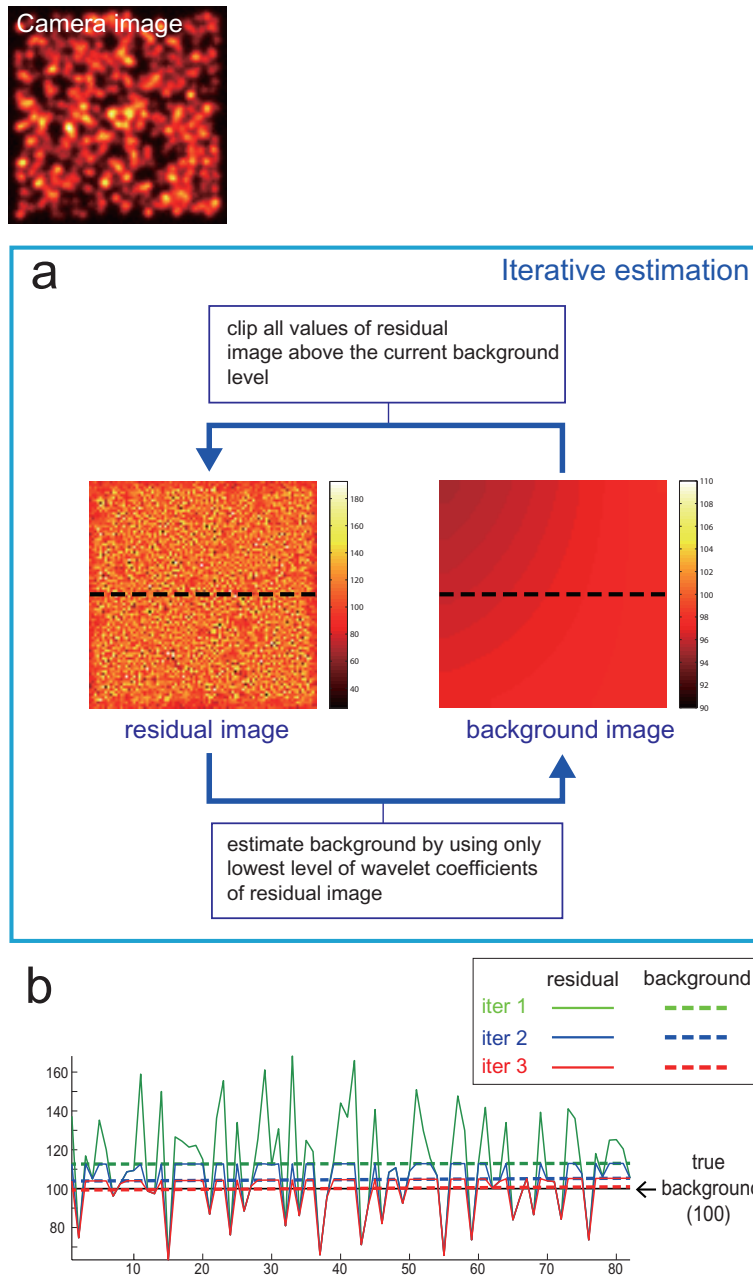 Camera image
a
Iterative estimation
clip all values of residual
image above the current background
level
180
160
140
120
100
80
60
40
110
108
106
104
102
100
98
96
94
92
90
residual image
background image
estimate background by using only
lowest level of wavelet coefficients
of residual image
b
residual background
iter 1
iter 2
iter 3
160
140
120
100
80
10 20 30 40 50 60 70 80
true
background
(100)